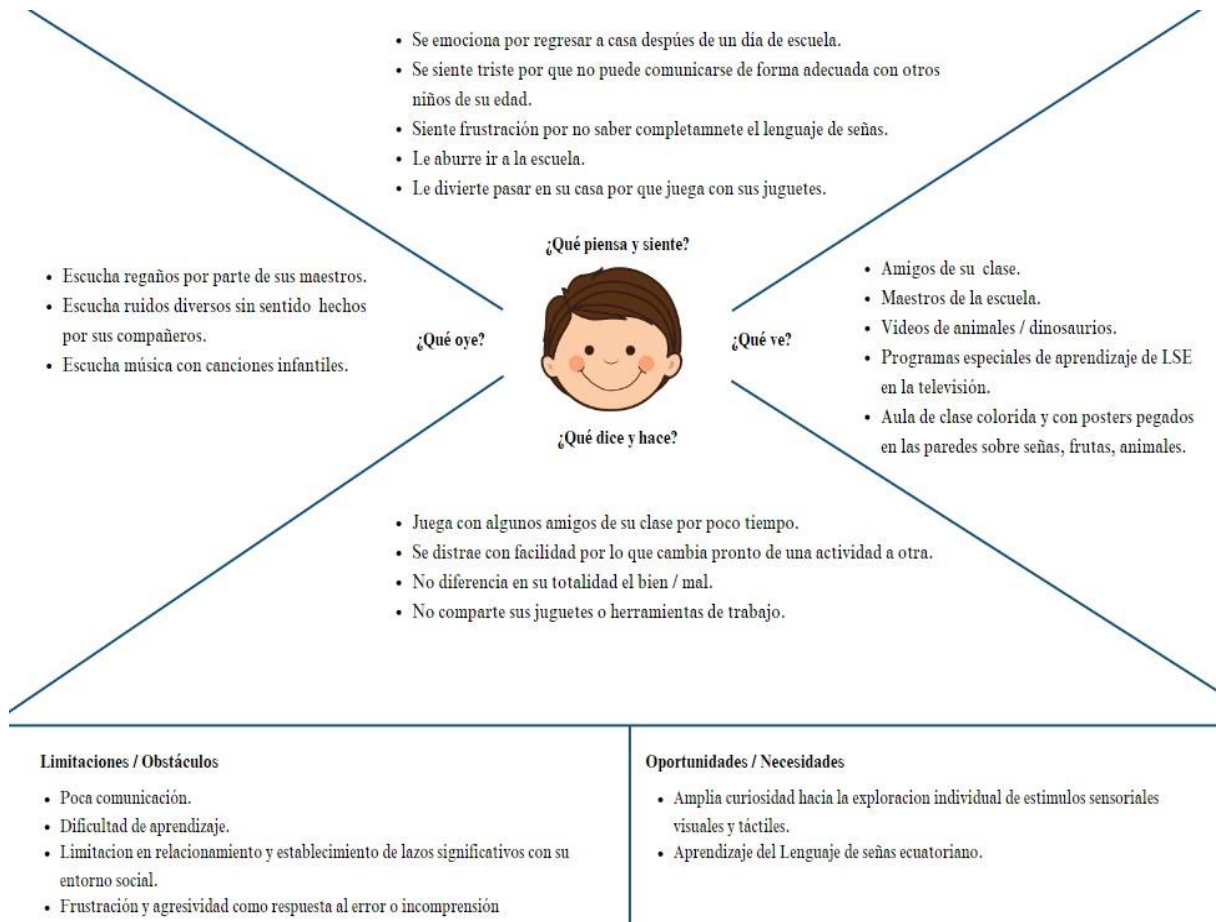 • Se emociona por regresar a casa despúes de un día de escuela.
• Se siente triste por que no puede comunicarse de forma adecuada con otros
niños de su edad.
• Siente frustración por no saber completamnete el lenguaje de señas.
• Le aburre ir a la escuela.
• Le divierte pasar en su casa por que juega con sus juguetes.
¿Qué piensa y siente?
• Escucha regaños por parte de sus maestros.
• Escucha ruidos diversos sin sentido hechos
por sus compañeros.
• Escucha música con canciones infantiles.
¿Qué oye?
¿Qué ve?
• Amigos de su clase.
• Maestros de la escuela.
• Videos de animales / dinosaurios.
• Programas especiales de aprendizaje de LSE
en la televisión.
• Aula de clase colorida y con posters pegados
en las paredes sobre señas, frutas, animales.
¿Qué dice y hace?
• Juega con algunos amigos de su clase por poco tiempo.
• Se distrae con facilidad por lo que cambia pronto de una actividad a otra.
• No diferencia en su totalidad el bien / mal.
• No comparte sus juguetes o herramientas de trabajo.
Limitaciones / Obstáculos
• Poca comunicación.
• Dificultad de aprendizaje.
• Limitacion en relacionamiento y establecimiento de lazos significativos con su
entorno social.
• Frustración y agresividad como respuesta al error o incomprensión
Oportunidades / Necesidades
• Amplia curiosidad hacia la exploracion individual de estimulos sensoriales
visuales y táctiles.
• Aprendizaje del Lenguaje de señas ecuatoriano.